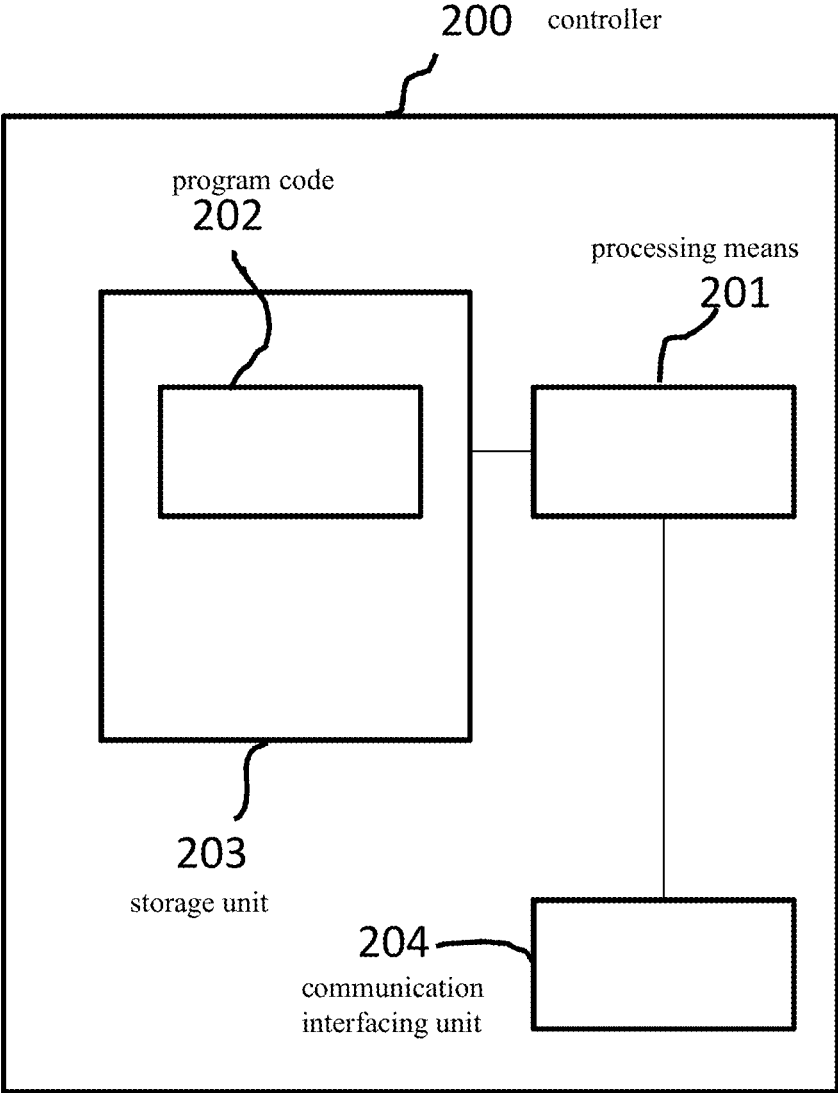 200 controller
program code
202
processing means
201
203
storage unit
204
communication
interfacing unit